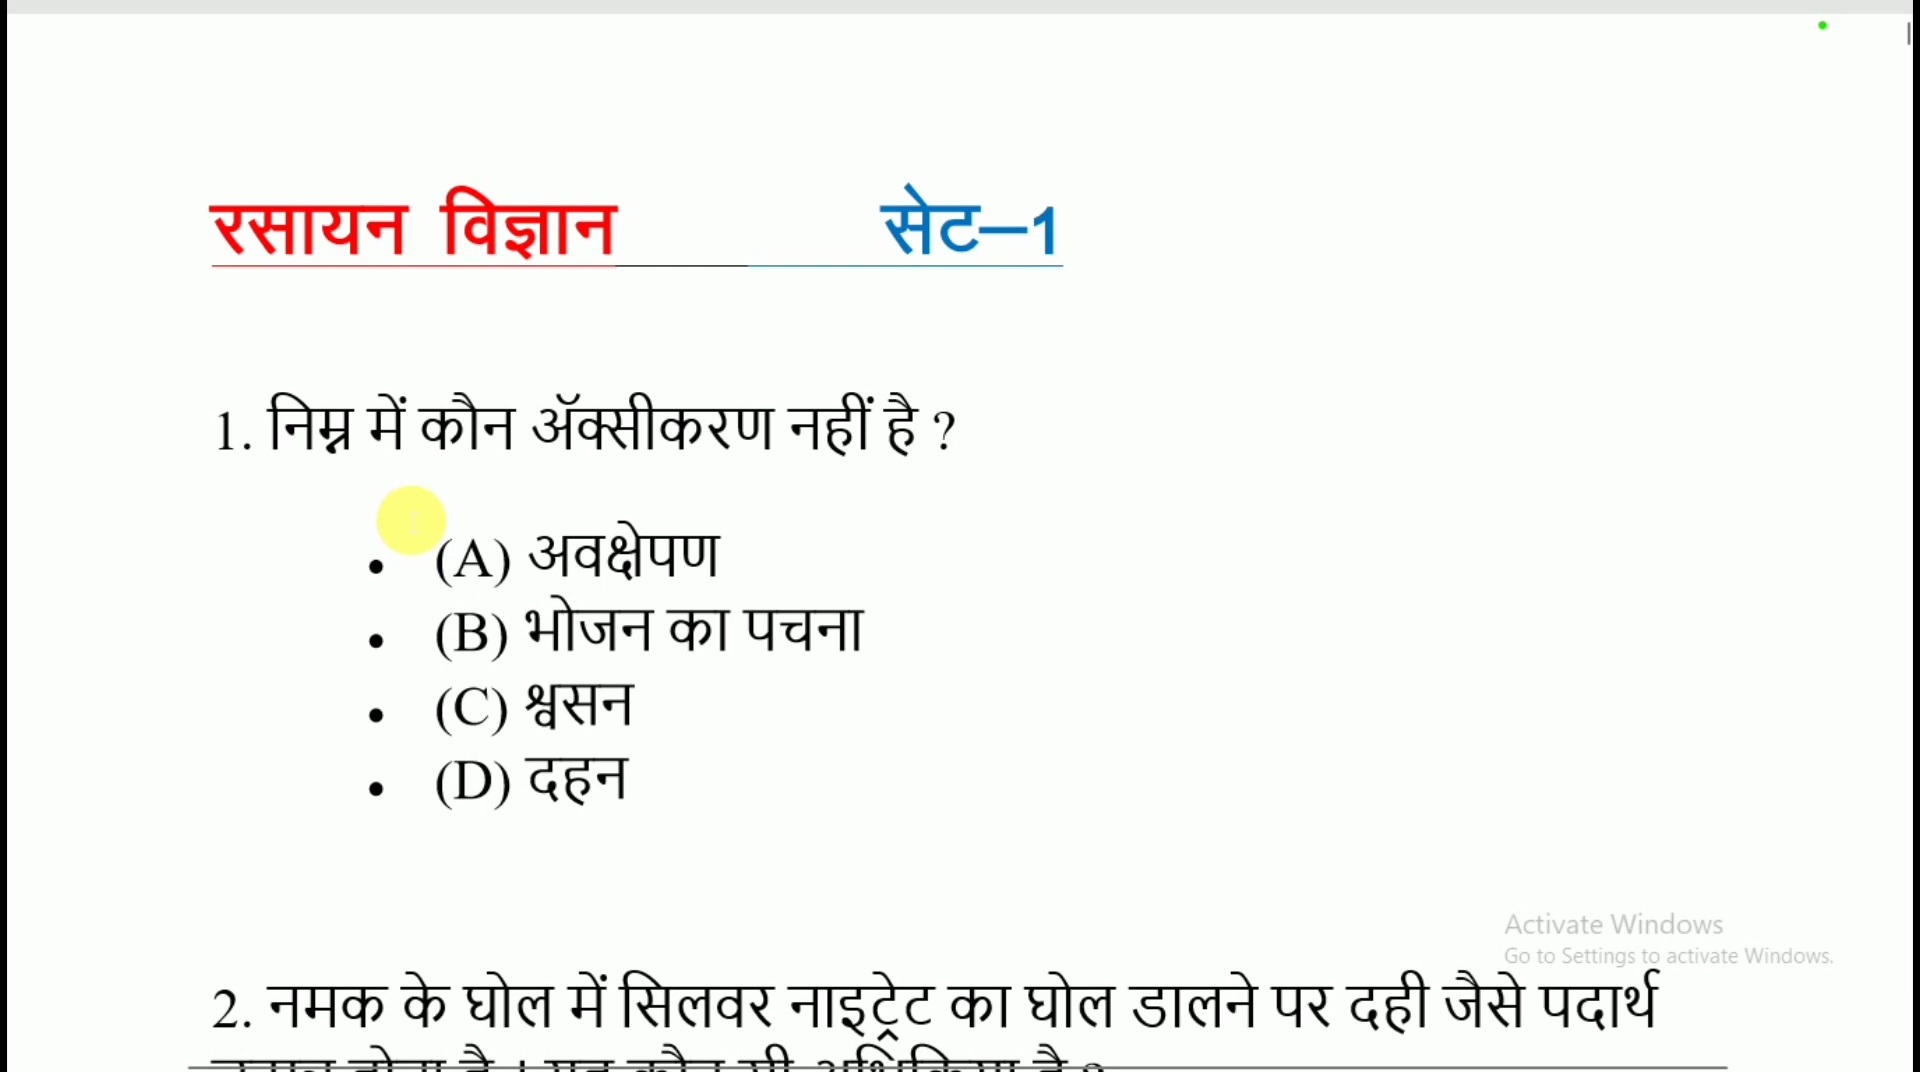 रसायन विज्ञान सेट–1
1. निम्न में कौन ऑक्सीकरण नहीं है ?
• (A) अवक्षेपण
• (B) भोजन का पचना
• (C) श्वसन
• (D) दहन
Activate Windows
Go to Settings to activate Windows.
2. नमक के घोल में सिलवर नाइट्रेट का घोल डालने पर दही जैसे पदार्थ